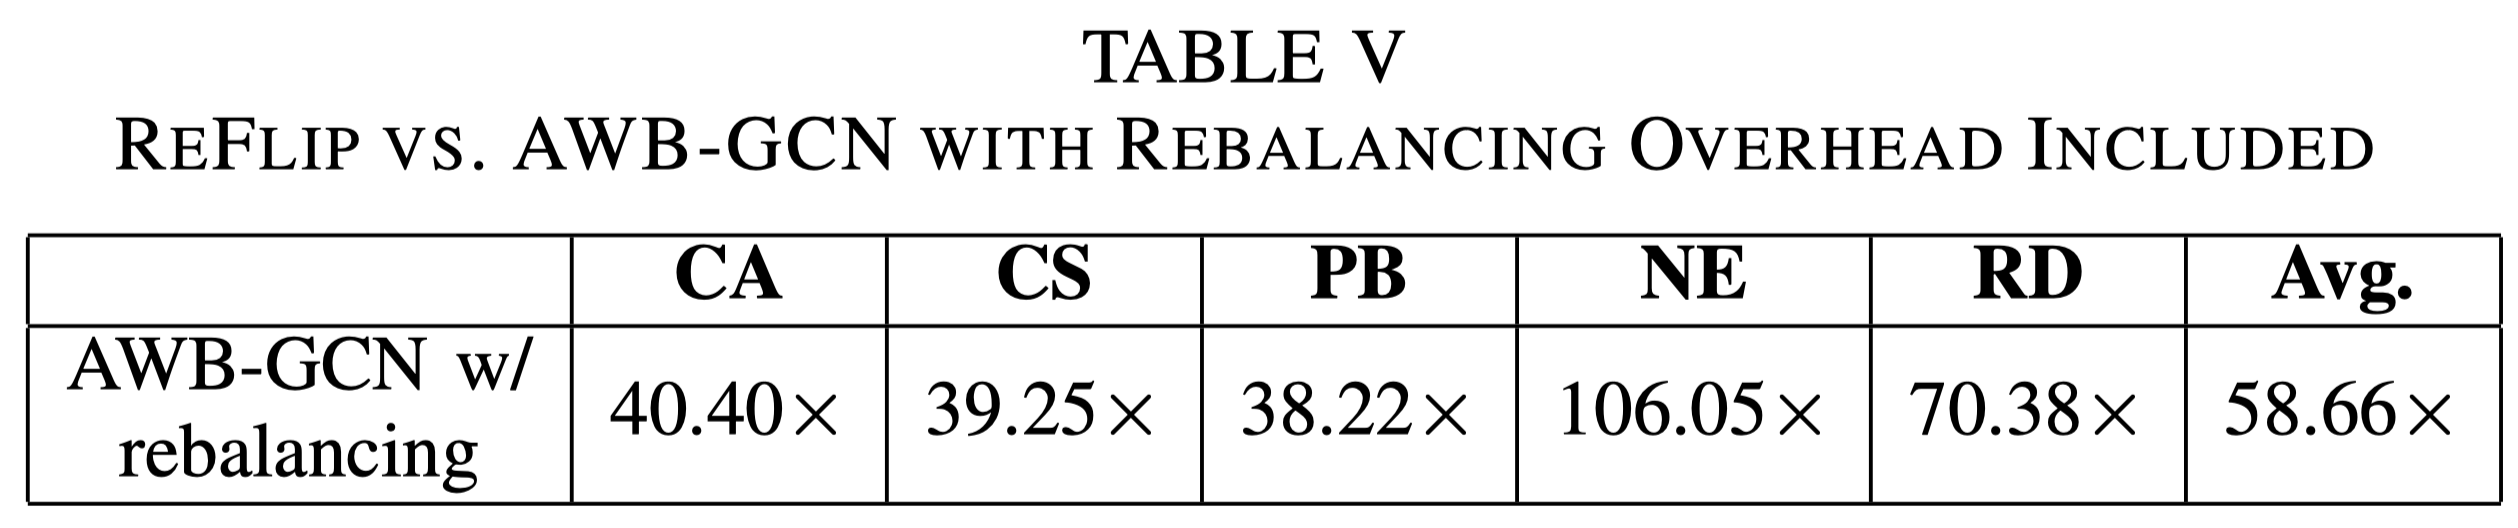 TABLE V
REFLIP VS. AWB-GCN WITH REBALANCING OVERHEAD INCLUDED
CA CS PB NE RD Avg.
AWB-GCN w/ rebalancing 40.40× 39.25× 38.22× 106.05× 70.38× 58.66×